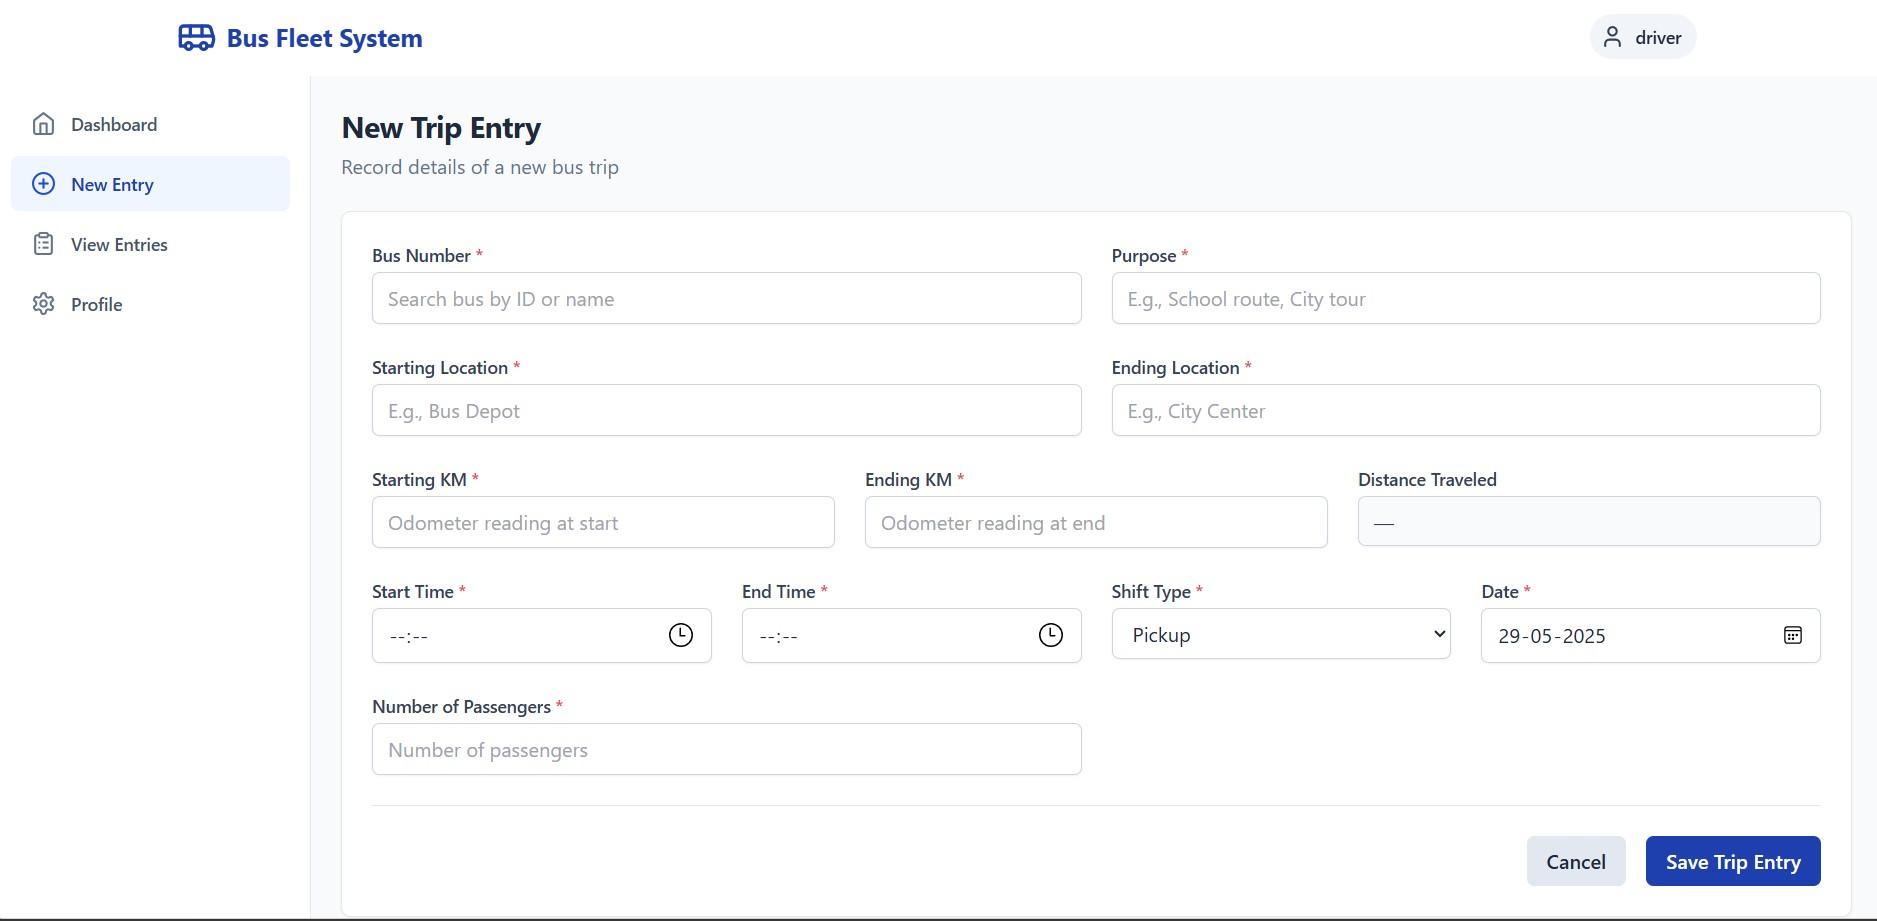 Bus Fleet System
driver
Dashboard
New Entry
View Entries
Profile
New Trip Entry
Record details of a new bus trip
Bus Number *
Search bus by ID or name
Purpose *
E.g., School route, City tour
Starting Location *
E.g., Bus Depot
Ending Location *
E.g., City Center
Starting KM *
Odometer reading at start
Ending KM *
Odometer reading at end
Distance Traveled
—
Start Time *
--:--
End Time *
--:--
Shift Type *
Pickup
Date *
29-05-2025
Number of Passengers *
Number of passengers
Cancel
Save Trip Entry